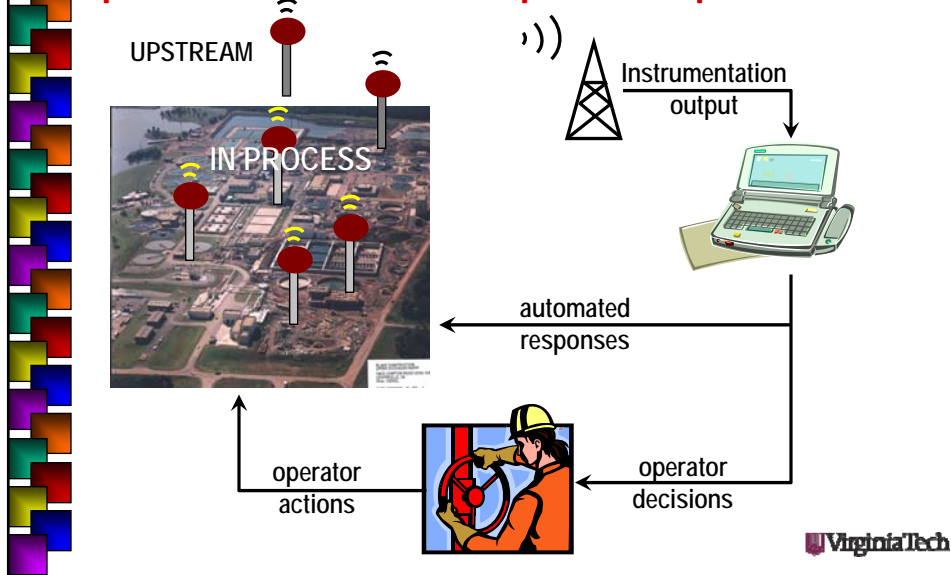 UPSTREAM
IN PROCESS
Instrumentation
output
automated
responses
operator
decisions
operator
actions
VirginiaTech